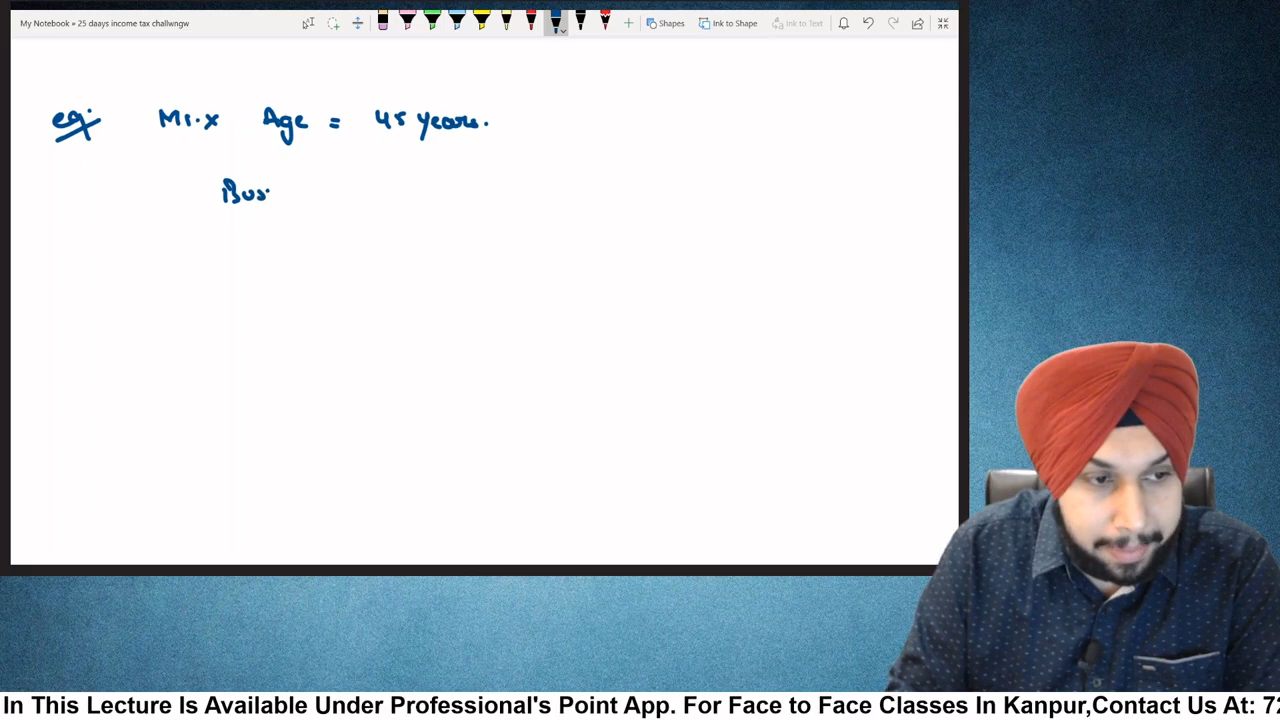 My Notebook » 25 daays income tax challwngw
Shapes
Ink to Shape
Ink to Text
eg:
Mr.x Age = 45 years.
Bus
In This Lecture Is Available Under Professional's Point App. For Face to Face Classes In Kanpur,Contact Us At: 72